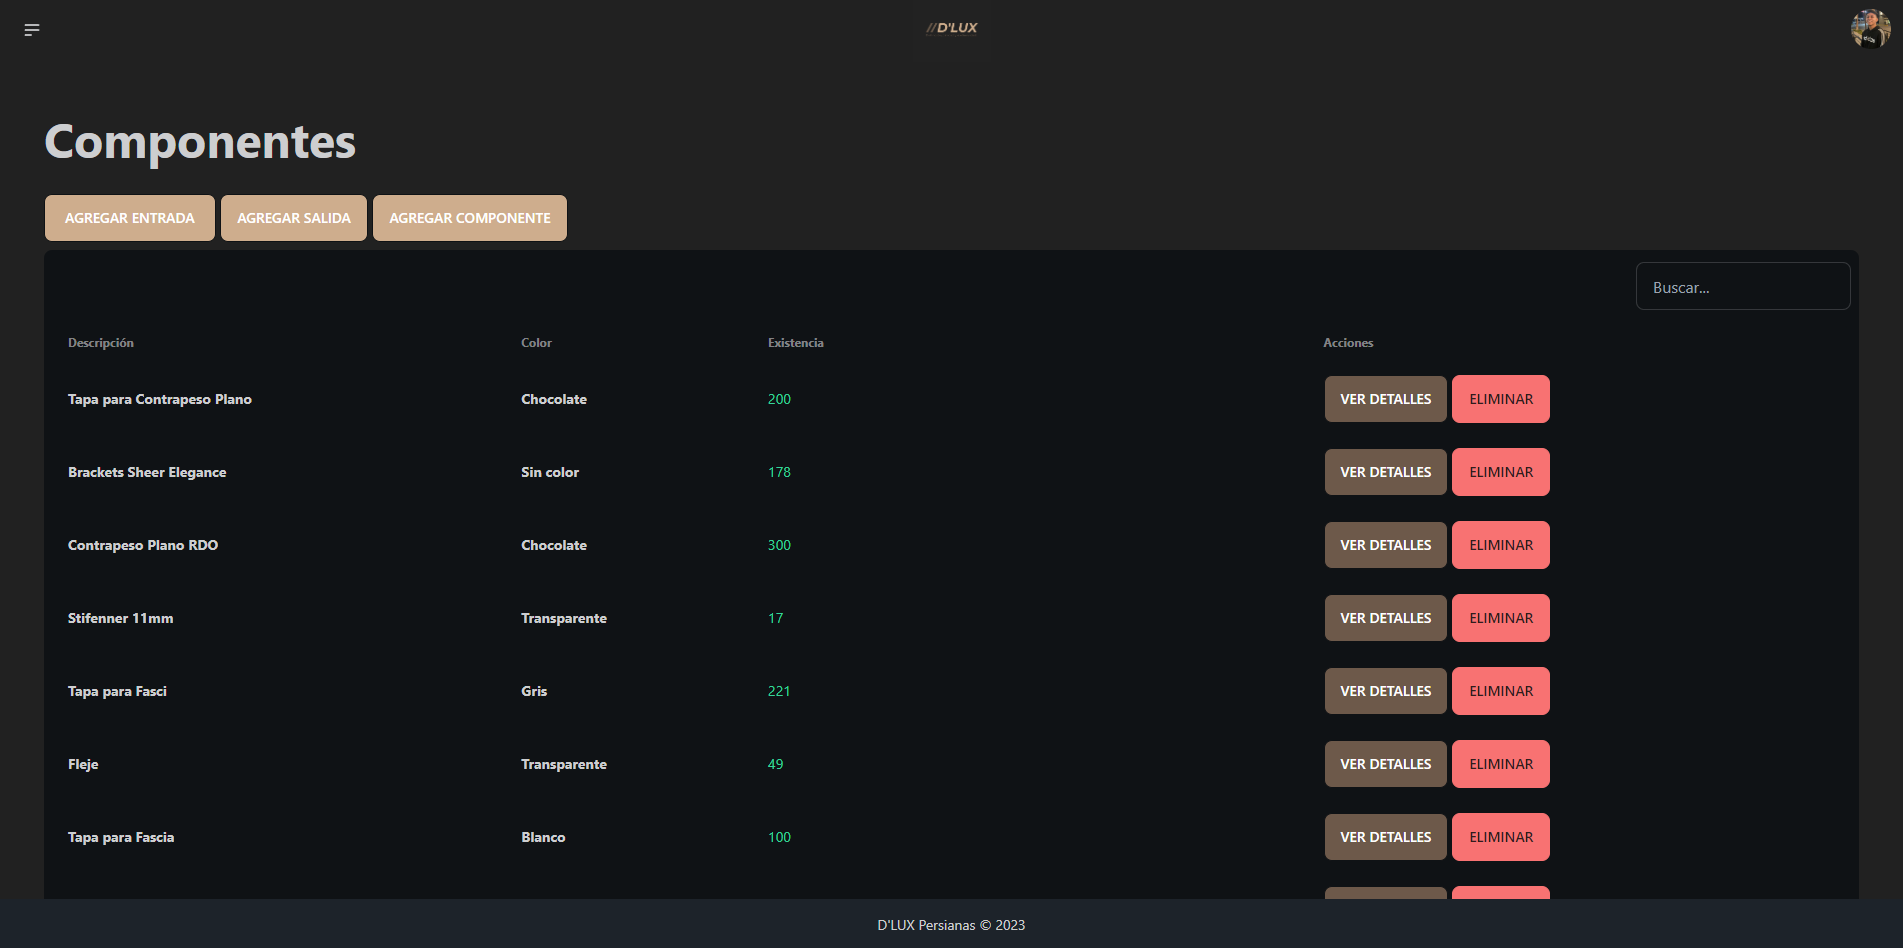 //D'LUX
Componentes
AGREGAR ENTRADA AGREGAR SALIDA AGREGAR COMPONENTE
Buscar...
Descripción Color Existencia Acciones
Tapa para Contrapeso Plano Chocolate 200 VER DETALLES ELIMINAR
Brackets Sheer Elegance Sin color 178 VER DETALLES ELIMINAR
Contrapeso Plano RDO Chocolate 300 VER DETALLES ELIMINAR
Stifenner 11mm Transparente 17 VER DETALLES ELIMINAR
Tapa para Fasci Gris 221 VER DETALLES ELIMINAR
Fleje Transparente 49 VER DETALLES ELIMINAR
Tapa para Fascia Blanco 100 VER DETALLES ELIMINAR
D'LUX Persianas © 2023